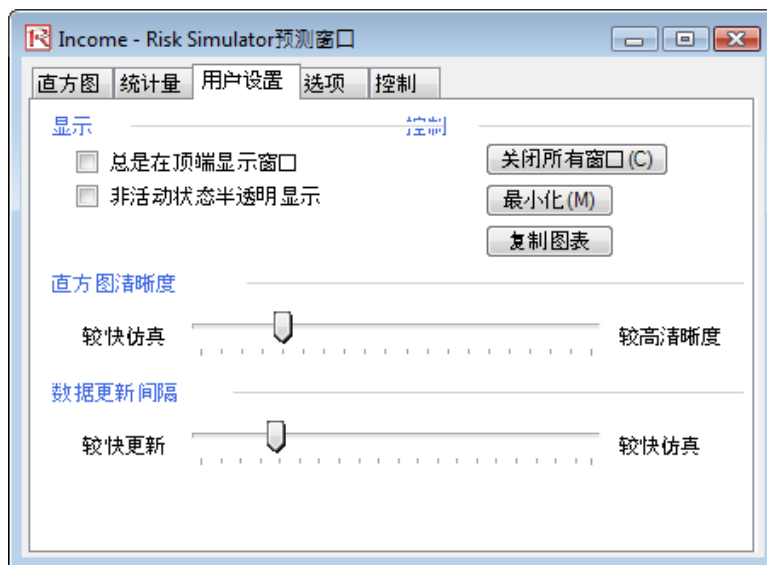 Income - Risk Simulator预测窗口
直方图 统计量 用户设置 选项 控制
显示 控制
总是在顶端显示窗口 关闭所有窗口(C)
非活动状态半透明显示 最小化(M)
复制图表
直方图清晰度
较快仿真 较高清晰度
数据更新间隔
较快更新 较快仿真